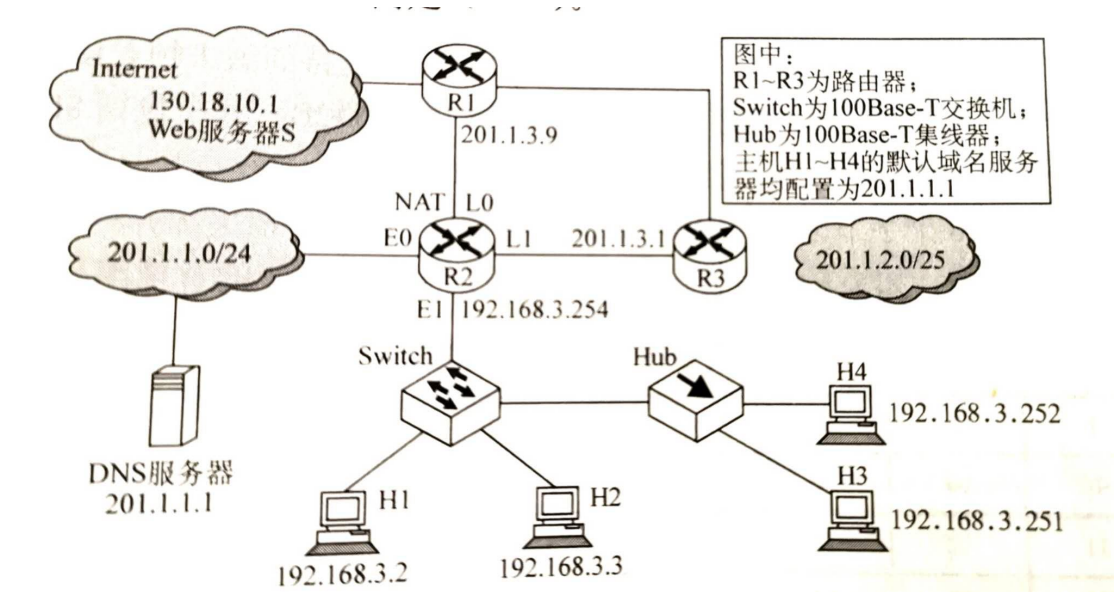 Internet
130.18.10.1
Web服务器S
R1
201.1.3.9
图中：
R1~R3为路由器；
Switch为100Base-T交换机；
Hub为100Base-T集线器；
主机H1~H4的默认域名服务
器均配置为201.1.1.1
NAT L0
E0
L1
201.1.3.1
201.1.1.0/24
R2
R3
201.1.2.0/25
E1
192.168.3.254
Switch
Hub
H4
192.168.3.252
DNS服务器
201.1.1.1
H1
H2
H3
192.168.3.251
192.168.3.2
192.168.3.3